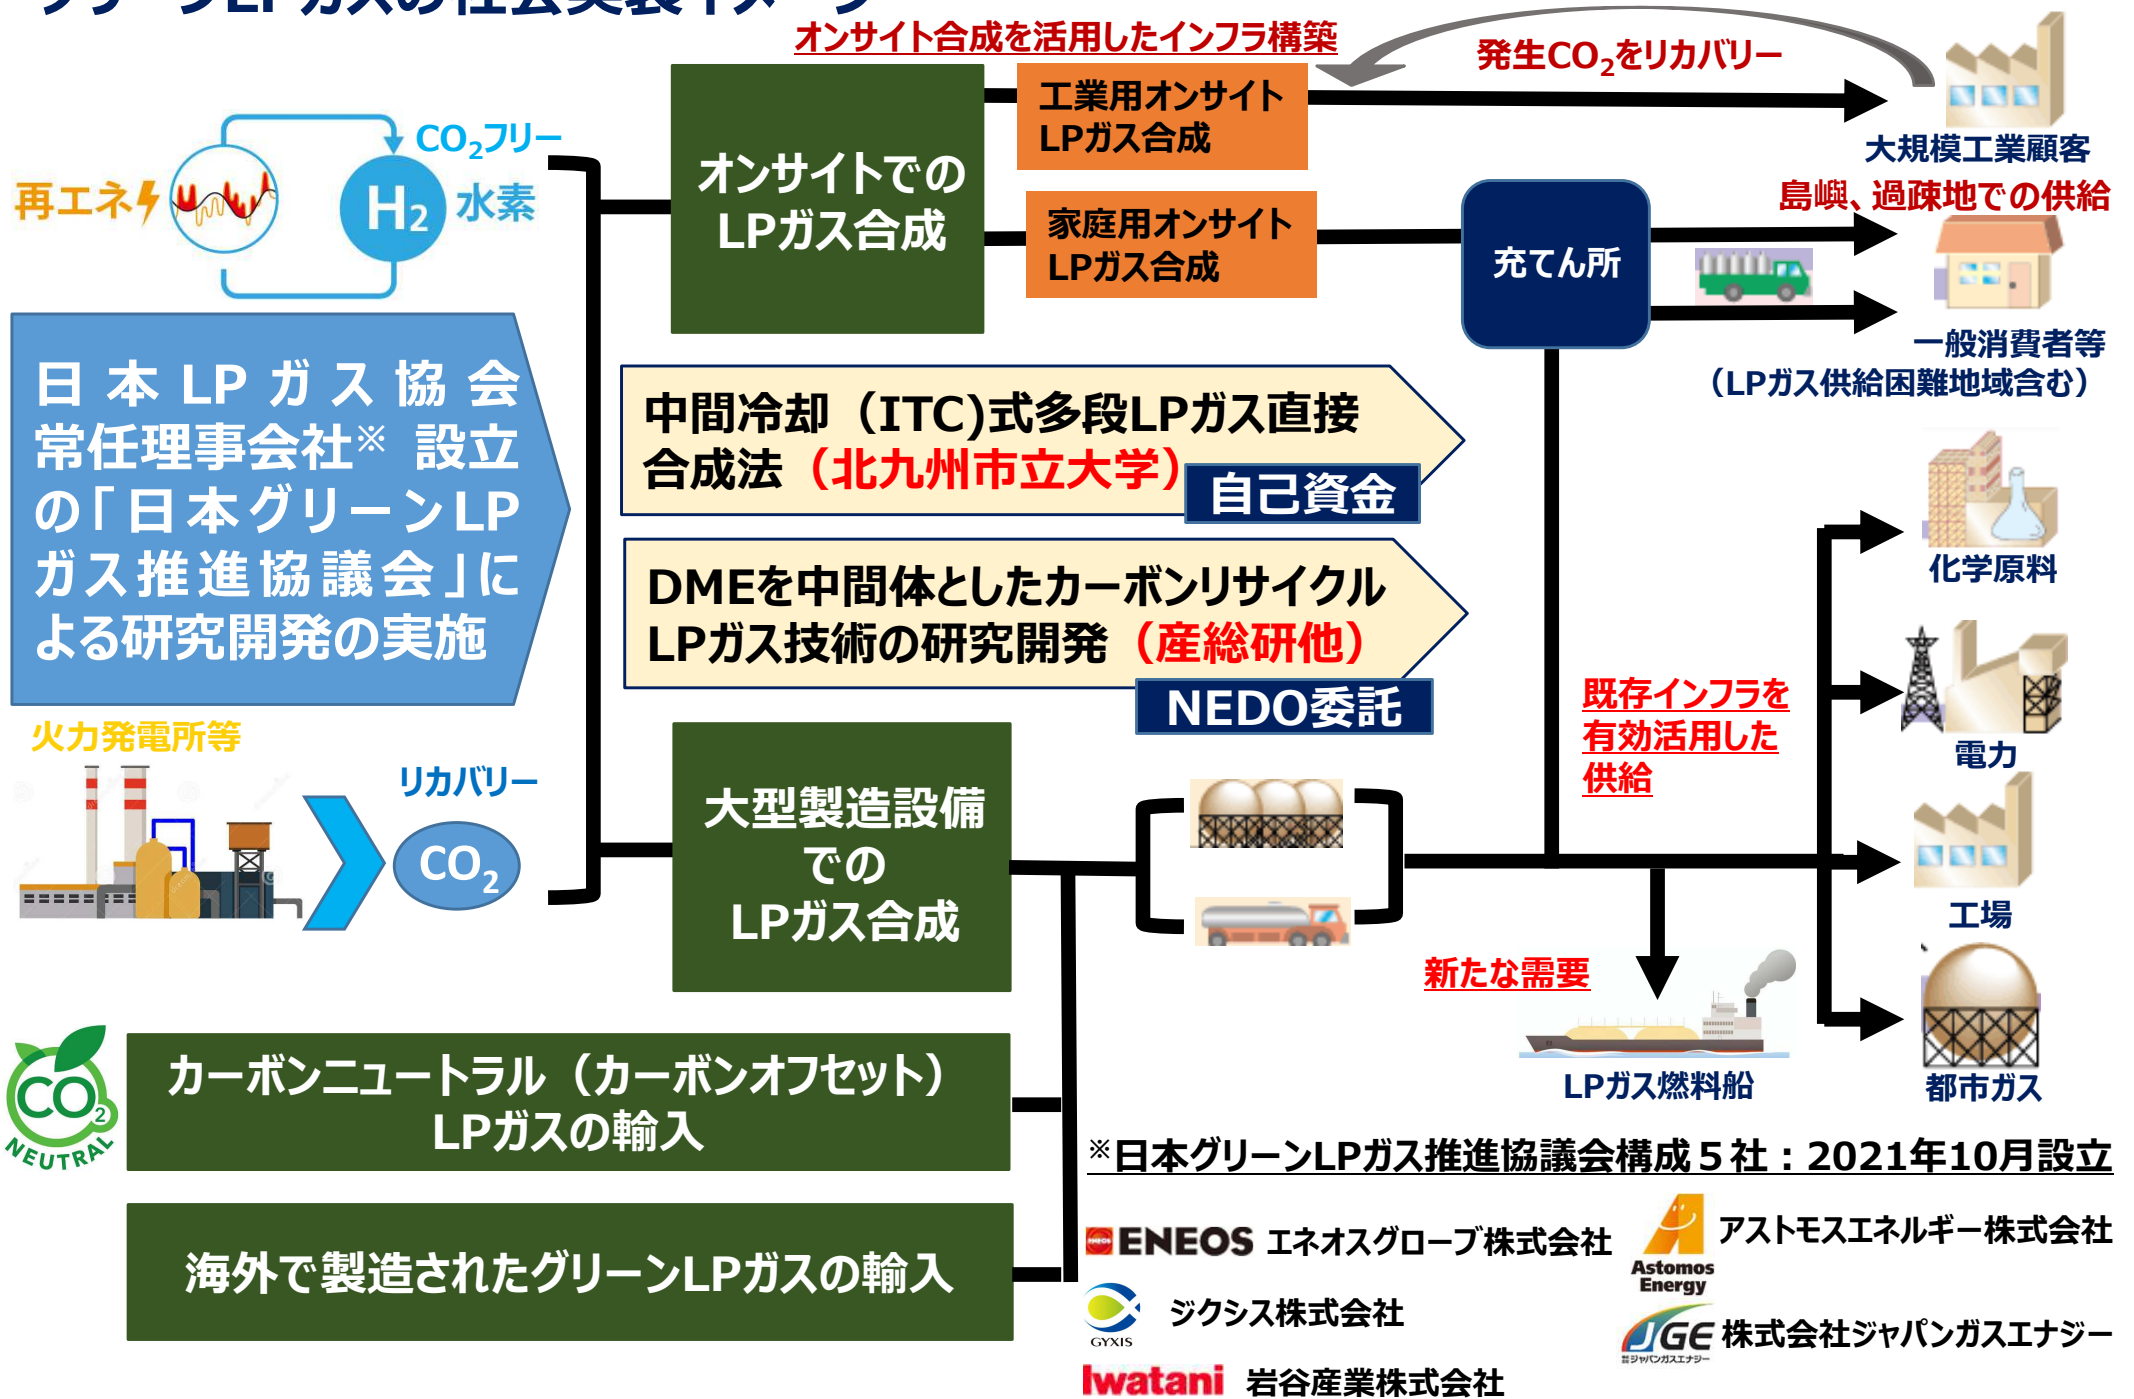 グリーンLPガスの社会実装イメージ
オンサイト合成を活用したインフラ構築
発生CO₂をリカバリー
工業用オンサイト
LPガス合成
大規模工業顧客
CO₂フリー
再エネ
H₂
水素
オンサイトでの
LPガス合成
家庭用オンサイト
LPガス合成
充てん所
島嶼、過疎地での供給
一般消費者等
（LPガス供給困難地域含む）
日本LPガス協会
常任理事会社※ 設立
の「日本グリーンLP
ガス推進協議会」に
よる研究開発の実施
中間冷却（ITC)式多段LPガス直接
合成法（北九州市立大学）
自己資金
DMEを中間体としたカーボンリサイクル
LPガス技術の研究開発（産総研他）
NEDO委託
化学原料
電力
工場
都市ガス
既存インフラを
有効活用した
供給
火力発電所等
リカバリー
CO₂
大型製造設備
での
LPガス合成
新たな需要
LPガス燃料船
CO₂
NEUTRAL
カーボンニュートラル（カーボンオフセット）
LPガスの輸入
海外で製造されたグリーンLPガスの輸入
※日本グリーンLPガス推進協議会構成５社：2021年10月設立
ENEOS エネオスグローブ株式会社
Astomos
Energy
アストモスエネルギー株式会社
GYXIS
ジクシス株式会社
JGE
株式会社ジャパンガスエナジー
Iwatani 岩谷産業株式会社